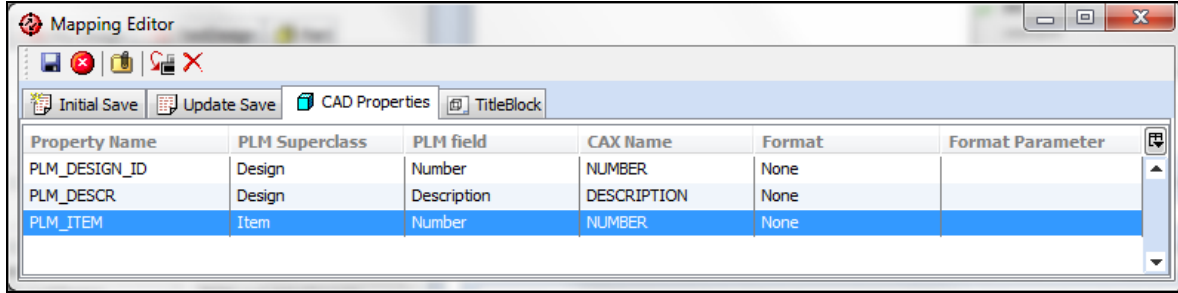 Mapping Editor
Initial Save Update Save CAD Properties TitleBlock
Property Name PLM Superclass PLM field CAX Name Format Format Parameter
PLM_DESIGN_ID Design Number NUMBER None
PLM_DESCR Design Description DESCRIPTION None
PLM_ITEM Item Number NUMBER None